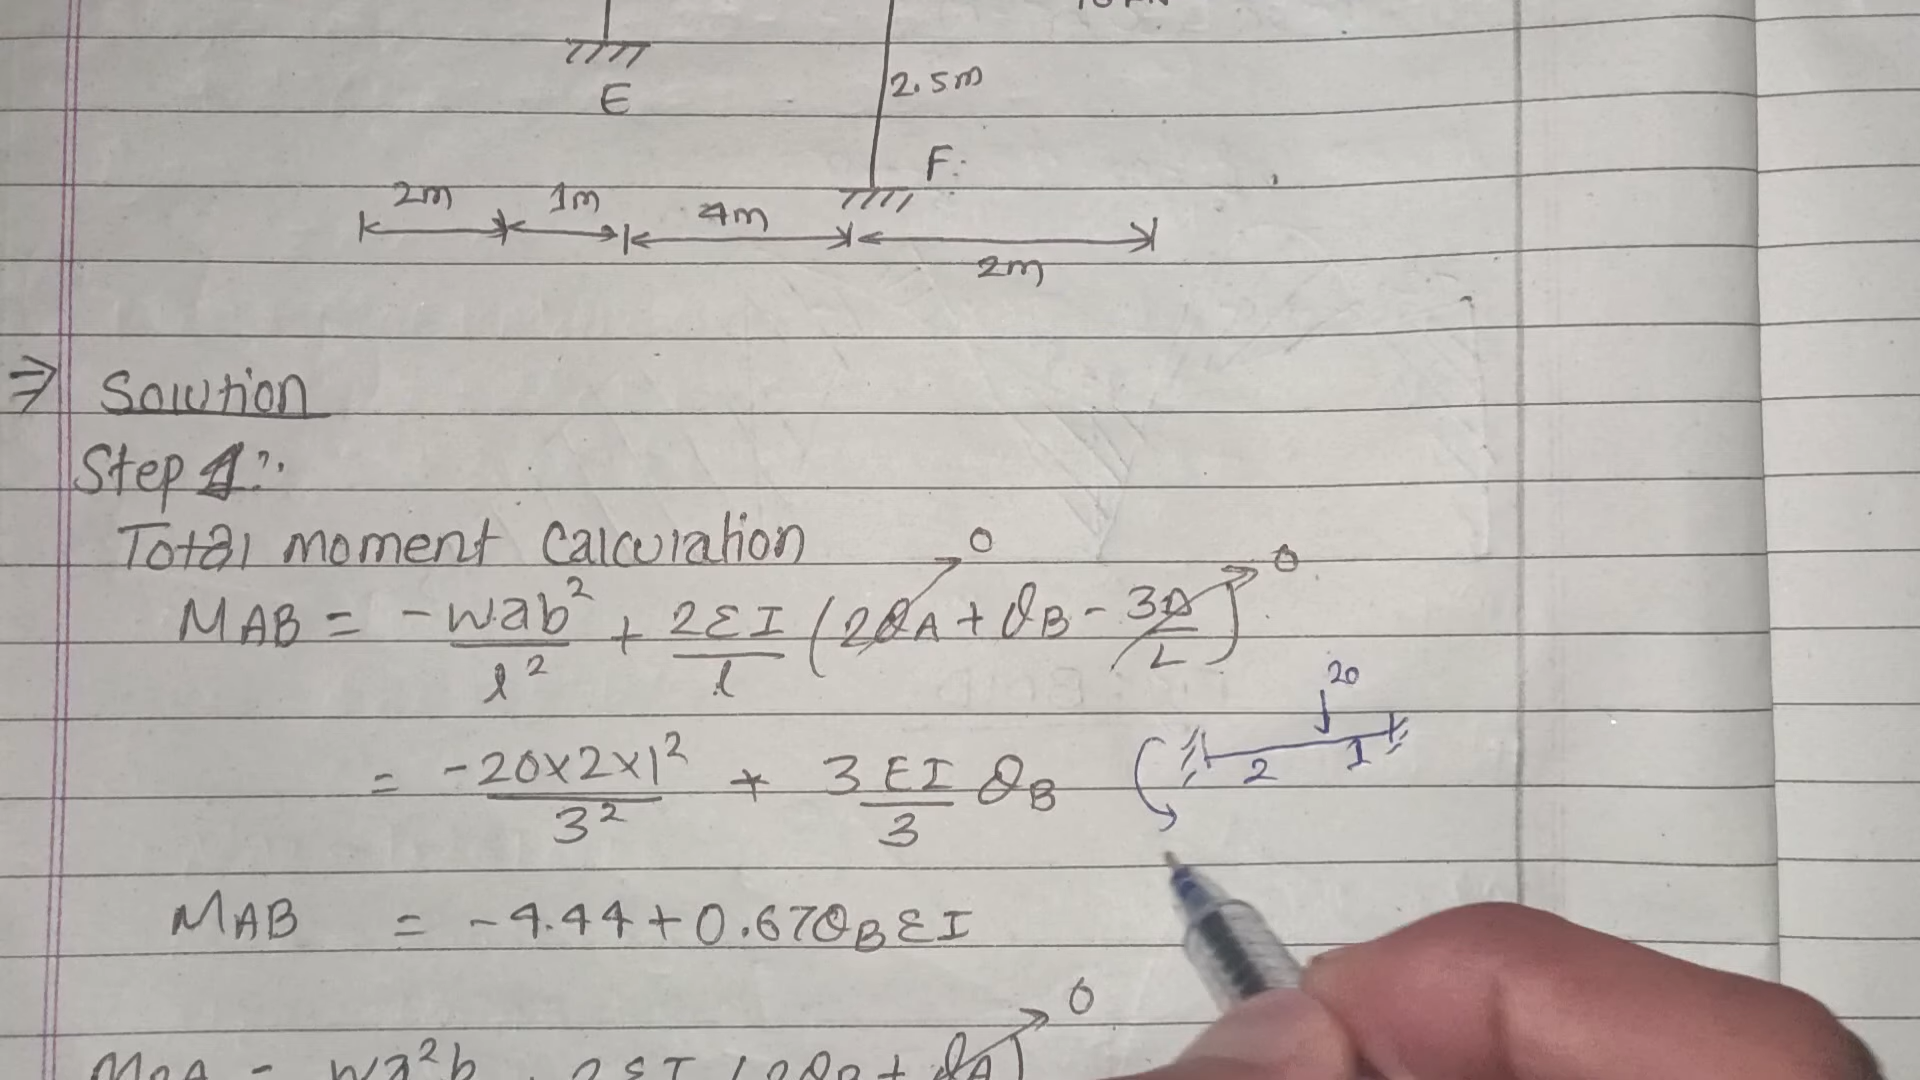 E
2.5m
F.
2m 1m 4m
2m
⇒ Solution
Step 1:
Total moment Calculation
0 0
MAB = -wab²/l² + 2EI/l (2θA + θB - 3Δ/L)
20
= -20×2×1²/3² + 3EI/3 θB
2 1
MAB = -4.44 + 0.67θBEI
0